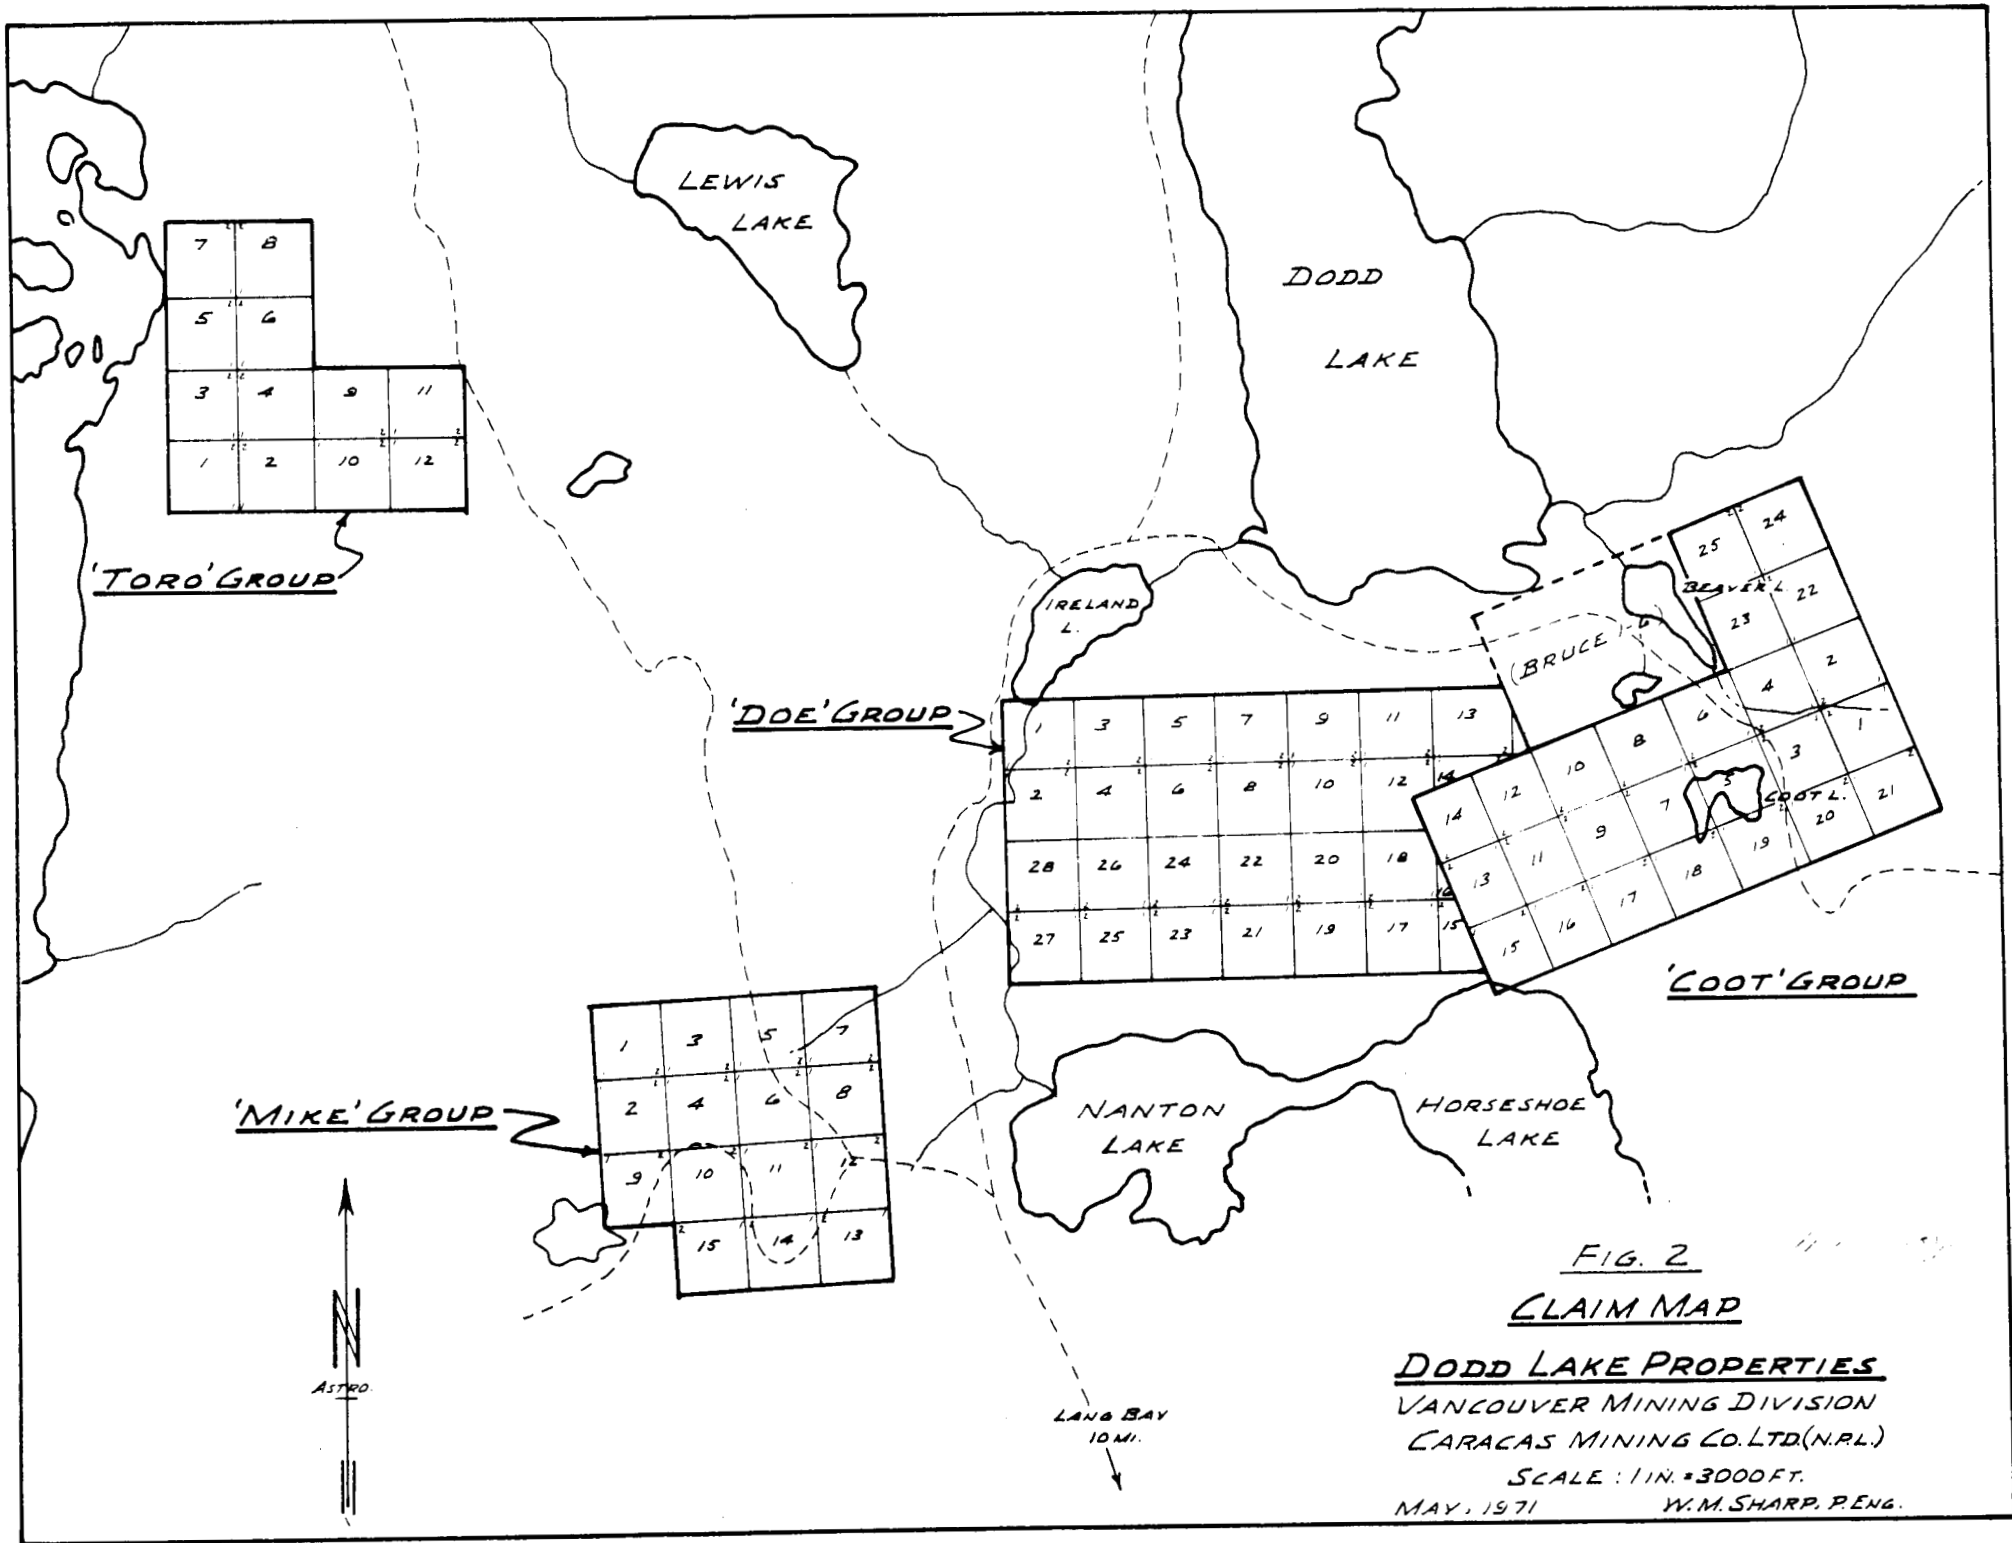 LEWIS
LAKE
DODD
LAKE
7 8
5 6
3 4 9 11
1 2 10 12
'TORO' GROUP
IRELAND
L.
BEAVER L.
(BRUCE)
25 24
23 22
4 2
14 12 10 8 6
13 11 9 7 5 3 1
15 16 17 18 19 20 21
COOT L.
'COOT' GROUP
'DOE' GROUP
1 3 5 7 9 11 13
2 4 6 8 10 12 14
28 26 24 22 20 18 16
27 25 23 21 19 17 15
'MIKE' GROUP
1 3 5 7
2 4 6 8
9 10 11 12
15 14 13
NANTON
LAKE
HORSESHOE
LAKE
N
ASTRO.
LANG BAY
10 MI.
FIG. 2
CLAIM MAP
DODD LAKE PROPERTIES
VANCOUVER MINING DIVISION
CARACAS MINING CO. LTD. (N.P.L.)
SCALE : 1 IN. = 3000 FT.
MAY, 1971 W.M. SHARP, P.ENG.